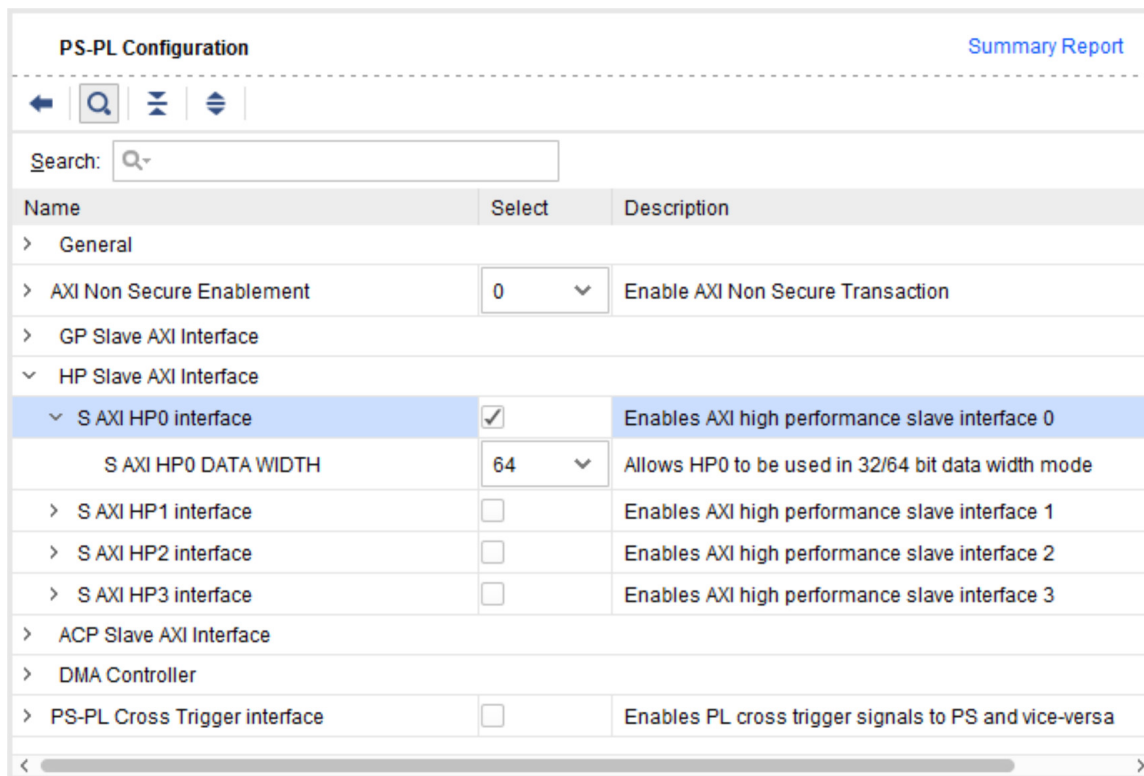 PS-PL Configuration Summary Report
Search:
Name Select Description
General
AXI Non Secure Enablement 0 Enable AXI Non Secure Transaction
GP Slave AXI Interface
HP Slave AXI Interface
S AXI HP0 interface Enables AXI high performance slave interface 0
S AXI HP0 DATA WIDTH 64 Allows HP0 to be used in 32/64 bit data width mode
S AXI HP1 interface Enables AXI high performance slave interface 1
S AXI HP2 interface Enables AXI high performance slave interface 2
S AXI HP3 interface Enables AXI high performance slave interface 3
ACP Slave AXI Interface
DMA Controller
PS-PL Cross Trigger interface Enables PL cross trigger signals to PS and vice-versa